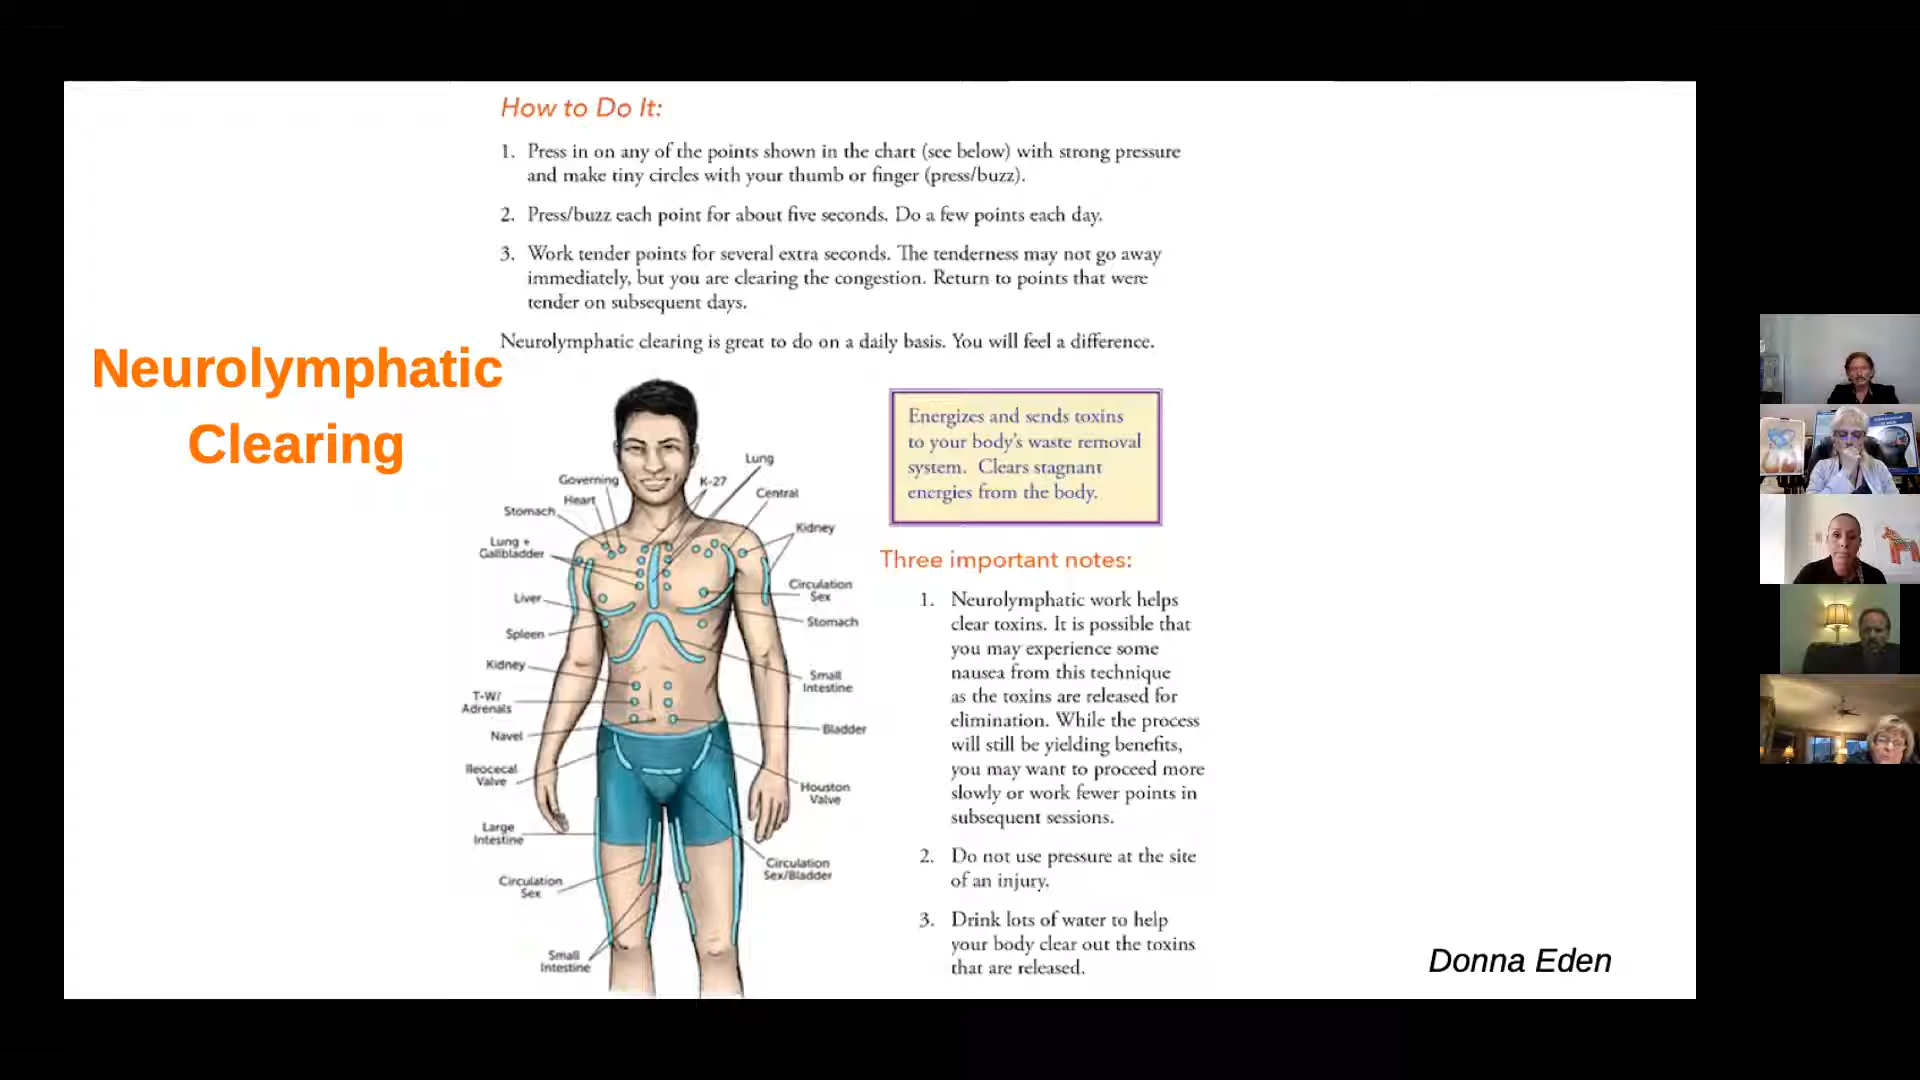 How to Do It:
1. Press in on any of the points shown in the chart (see below) with strong pressure
and make tiny circles with your thumb or finger (press/buzz).
2. Press/buzz each point for about five seconds. Do a few points each day.
3. Work tender points for several extra seconds. The tenderness may not go away
immediately, but you are clearing the congestion. Return to points that were
tender on subsequent days.
Neurolymphatic clearing is great to do on a daily basis. You will feel a difference.
Neurolymphatic
Clearing
Lung
Governing
K-27
Heart
Central
Stomach
Kidney
Lung +
Gallbladder
Circulation
Sex
Liver
Stomach
Spleen
Kidney
Small
Intestine
T-W/
Adrenals
Bladder
Navel
Ileocecal
Valve
Houston
Valve
Large
Intestine
Circulation
Sex/Bladder
Circulation
Sex
Small
Intestine
Energizes and sends toxins
to your body's waste removal
system. Clears stagnant
energies from the body.
Three important notes:
1. Neurolymphatic work helps
clear toxins. It is possible that
you may experience some
nausea from this technique
as the toxins are released for
elimination. While the process
will still be yielding benefits,
you may want to proceed more
slowly or work fewer points in
subsequent sessions.
2. Do not use pressure at the site
of an injury.
3. Drink lots of water to help
your body clear out the toxins
that are released.
Donna Eden